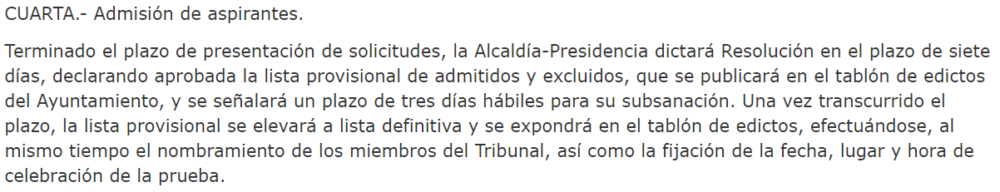 CUARTA.- Admisión de aspirantes.
Terminado el plazo de presentación de solicitudes, la Alcaldía-Presidencia dictará Resolución en el plazo de siete
días, declarando aprobada la lista provisional de admitidos y excluidos, que se publicará en el tablón de edictos
del Ayuntamiento, y se señalará un plazo de tres días hábiles para su subsanación. Una vez transcurrido el
plazo, la lista provisional se elevará a lista definitiva y se expondrá en el tablón de edictos, efectuándose, al
mismo tiempo el nombramiento de los miembros del Tribunal, así como la fijación de la fecha, lugar y hora de
celebración de la prueba.